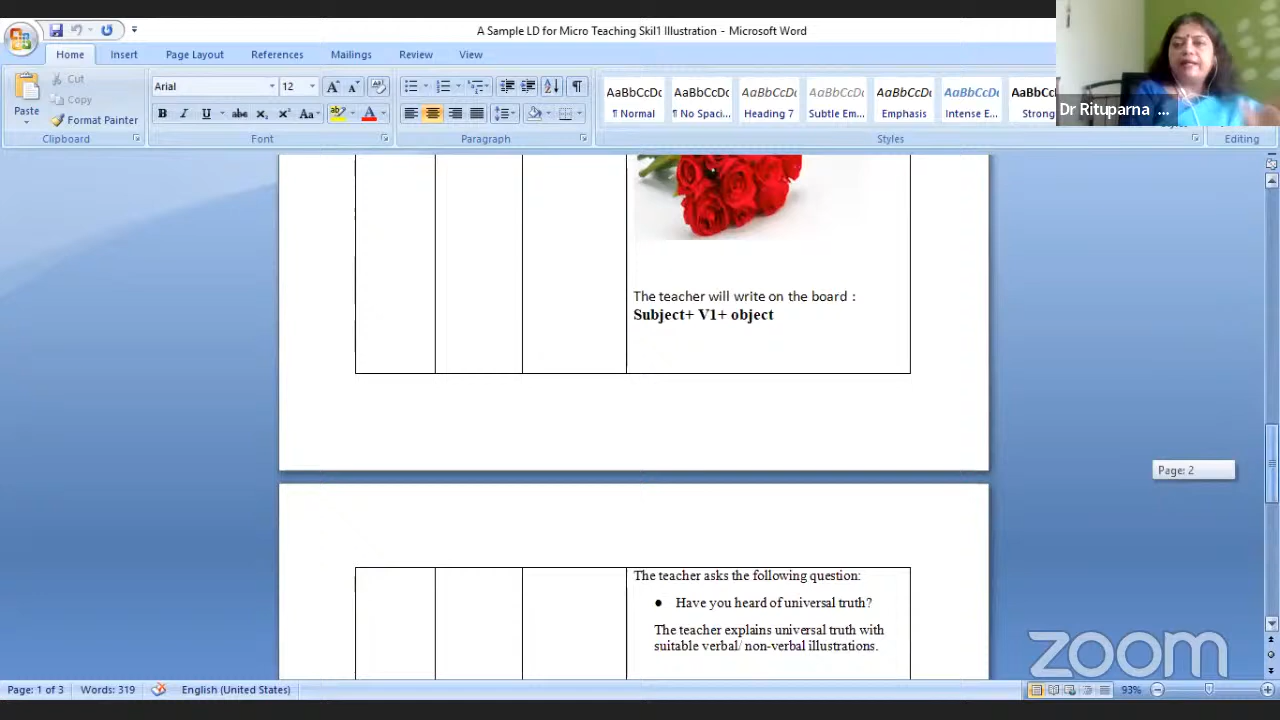 A Sample LD for Micro Teaching Skil1 Illustration - Microsoft Word
Home Insert Page Layout References Mailings Review View
Paste
Cut
Copy
Format Painter
Clipboard
Arial 12
Font
Paragraph
AaBbCcDc AaBbCcDc AaBbCcDc AaBbCcDc AaBbCcDc AaBbCcDc AaBbCcDc
¶ Normal ¶ No Spaci... Heading 7 Subtle Em... Emphasis Intense E... Strong
Styles
Editing
Dr Rituparna ...
The teacher will write on the board :
Subject+ V1+ object
Page: 2
The teacher asks the following question:
● Have you heard of universal truth?
The teacher explains universal truth with
suitable verbal/ non-verbal illustrations.
zoom
Page: 1 of 3 Words: 319 English (United States) 93%